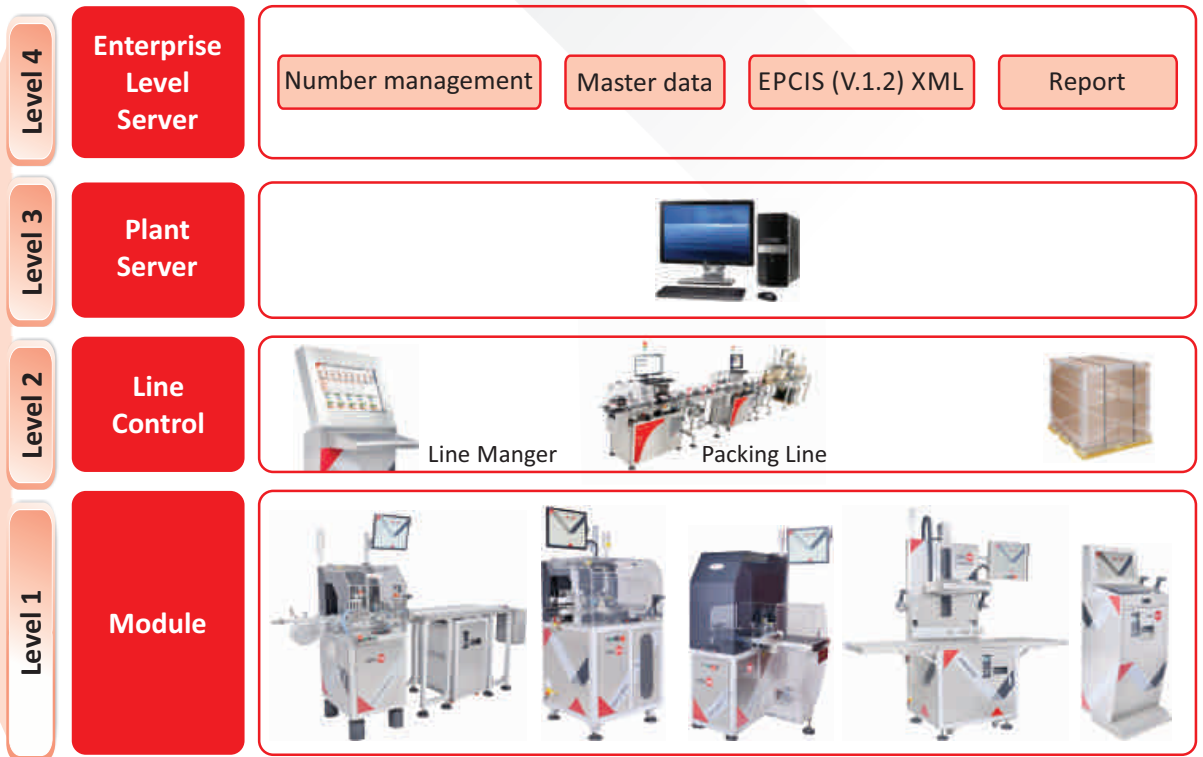 Level 4
Enterprise
Level
Server
Number management
Master data
EPCIS (V.1.2) XML
Report
Level 3
Plant
Server
Level 2
Line
Control
Line Manger
Packing Line
Level 1
Module